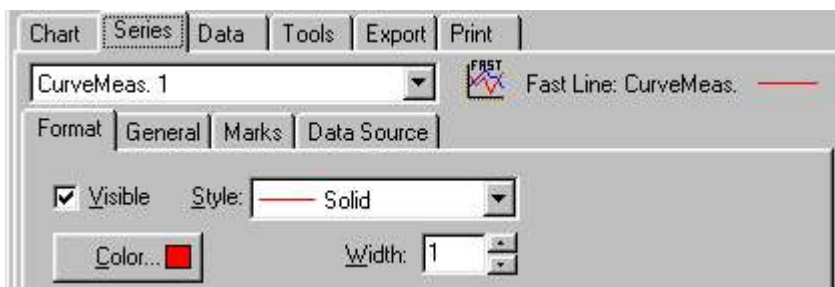 Chart Series Data Tools Export Print
CurveMeas. 1 FAST Fast Line: CurveMeas.
Format General Marks Data Source
Visible Style: Solid
Color... Width: 1